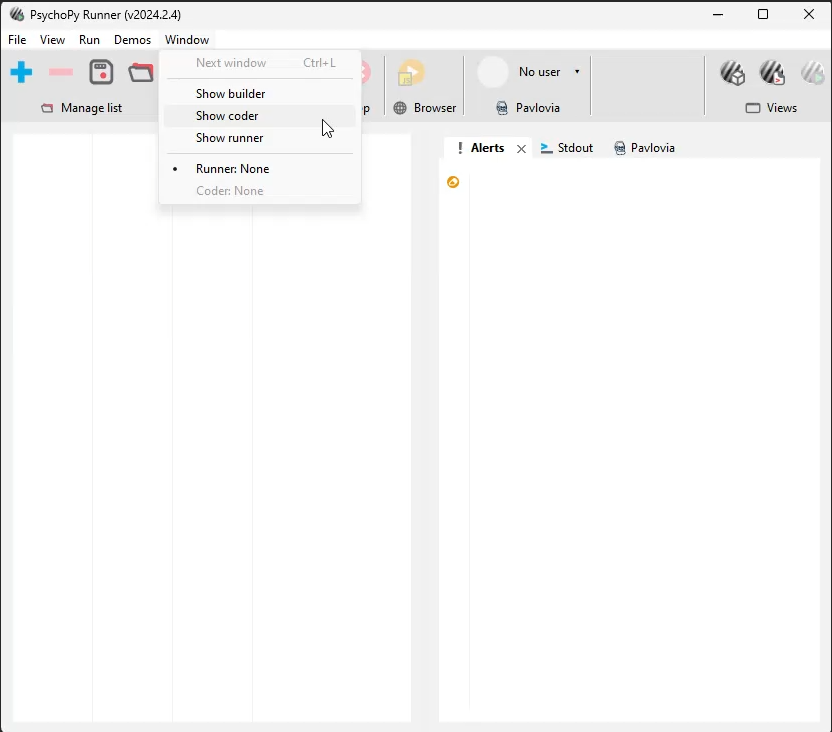 PsychoPy Runner (v2024.2.4)
File View Run Demos Window
Next window Ctrl+L
Show builder
Show coder
Show runner
Runner: None
Coder: None
No user
Manage list
Browser
Pavlovia
Views
Alerts
Stdout
Pavlovia